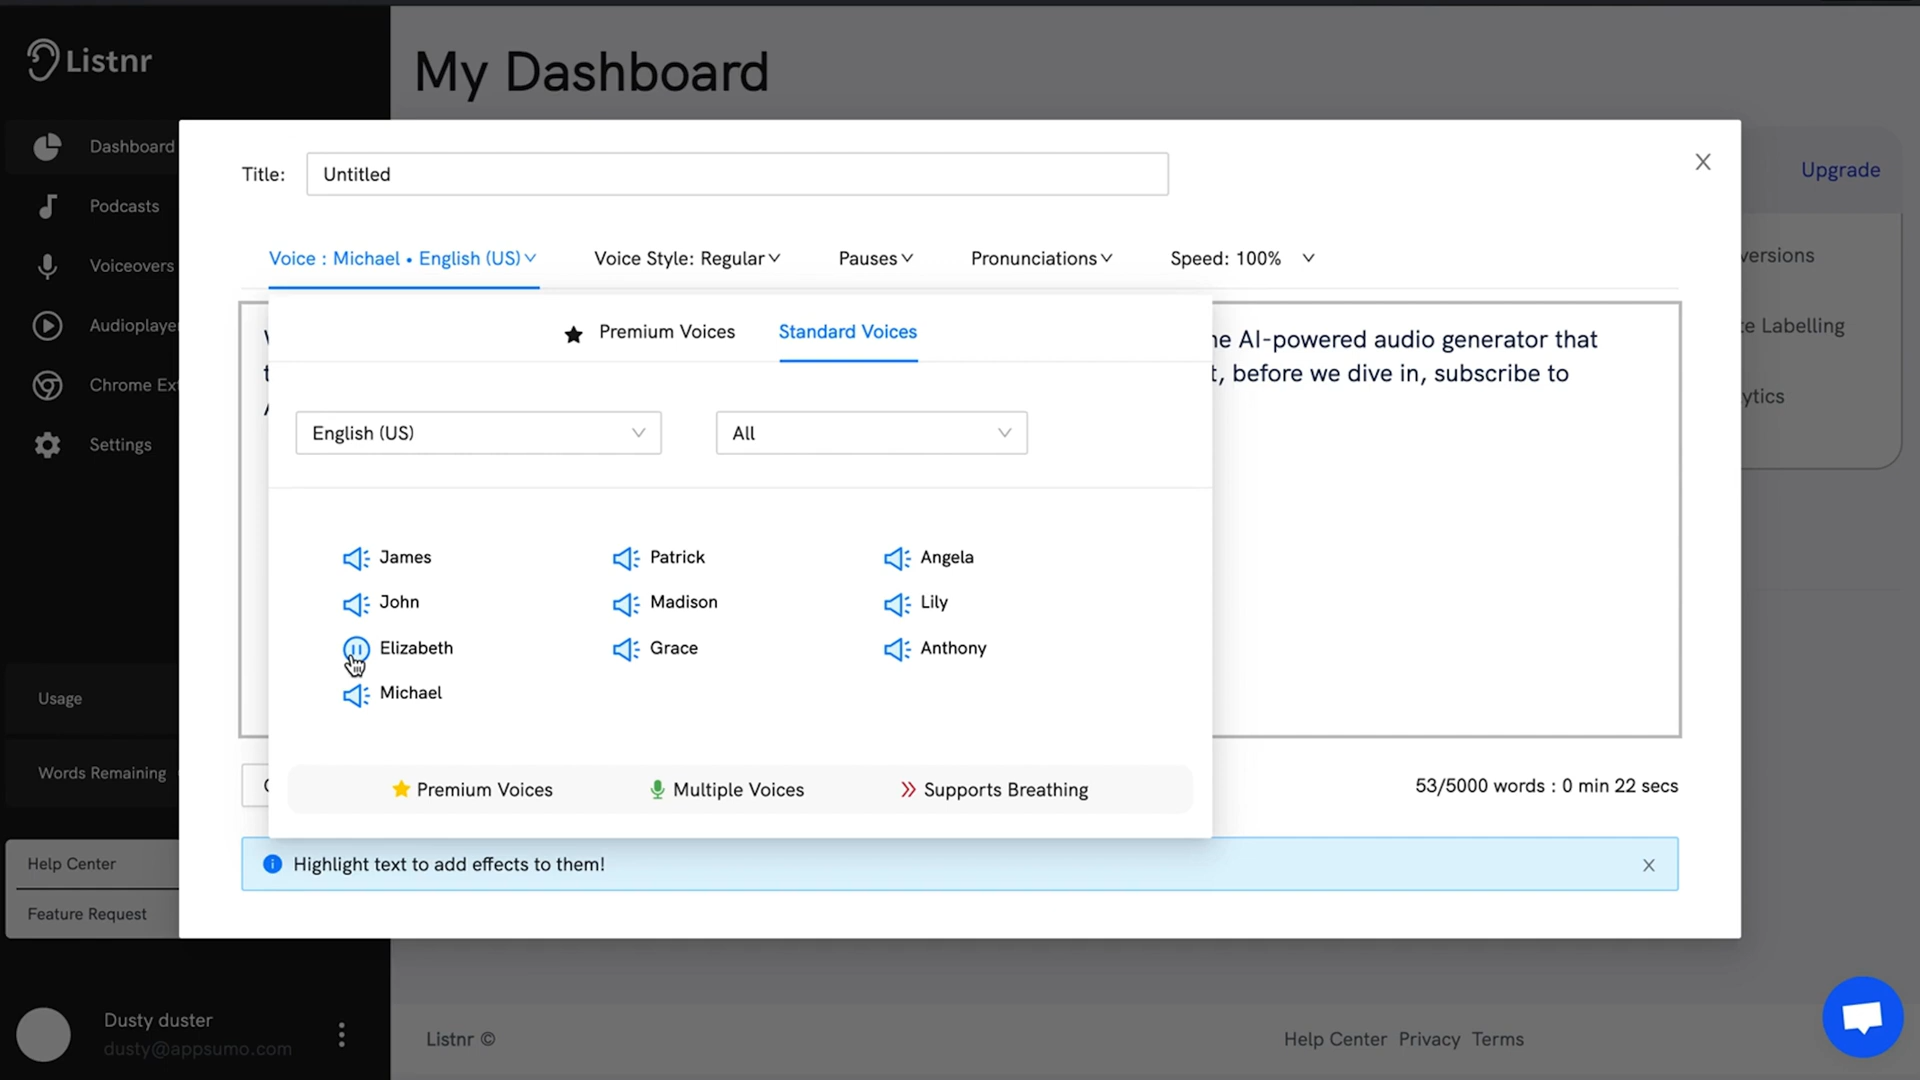 Listnr
My Dashboard
Dashboard
Podcasts
Voiceovers
Audioplaye
Chrome Ext
Settings
Usage
Words Remaining
Help Center
Feature Request
Dusty duster
dusty@appsumo.com
Title:
Untitled
Upgrade
Voice : Michael • English (US)
Voice Style: Regular
Pauses
Pronunciations
Speed: 100%
Premium Voices
Standard Voices
AI-powered audio generator that
before we dive in, subscribe to
English (US)
All
James
Patrick
Angela
John
Madison
Lily
Elizabeth
Grace
Anthony
Michael
Premium Voices
Multiple Voices
Supports Breathing
53/5000 words : 0 min 22 secs
Highlight text to add effects to them!
versions
Labelling
ytics
Listnr ©
Help Center Privacy Terms